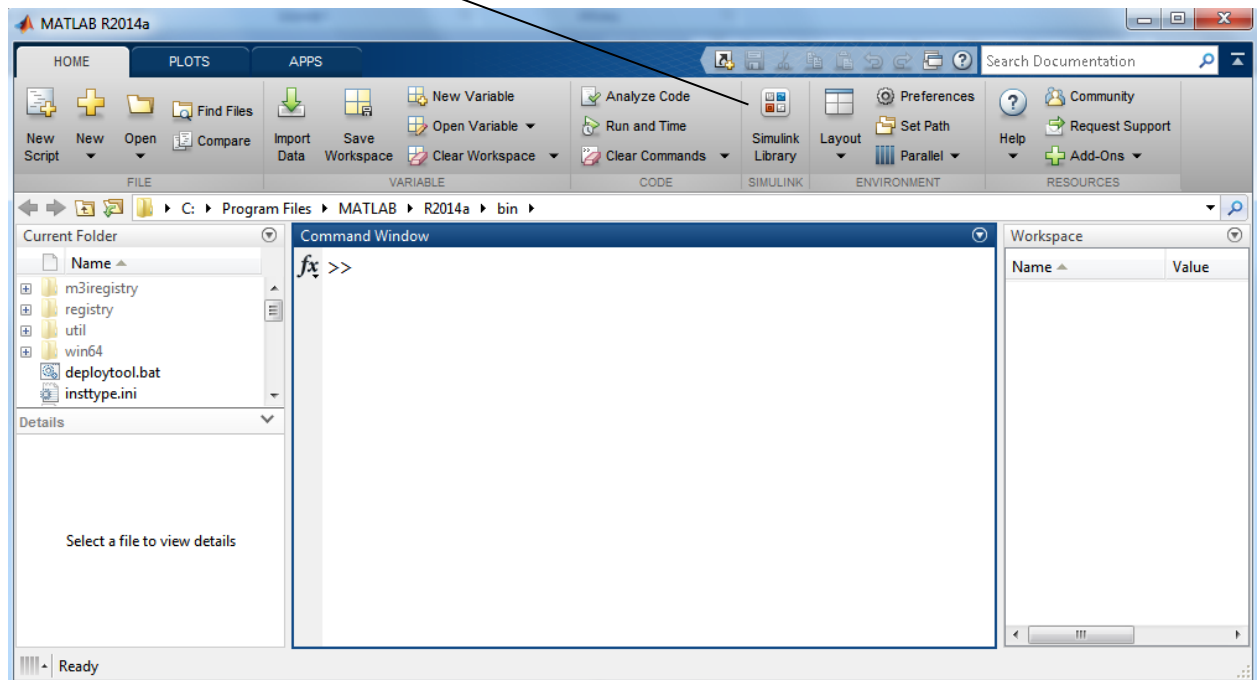 MATLAB R2014a
HOME PLOTS APPS Search Documentation
New Script
New
Open
Find Files
Compare
FILE
Import Data
Save Workspace
New Variable
Open Variable
Clear Workspace
VARIABLE
Analyze Code
Run and Time
Clear Commands
CODE
Simulink Library
SIMULINK
Layout
Preferences
Set Path
Parallel
ENVIRONMENT
Help
Community
Request Support
Add-Ons
RESOURCES
C: Program Files MATLAB R2014a bin
Current Folder
Name
m3iregistry
registry
util
win64
deploytool.bat
insttype.ini
Details
Select a file to view details
Command Window
fx >>
Workspace
Name Value
Ready